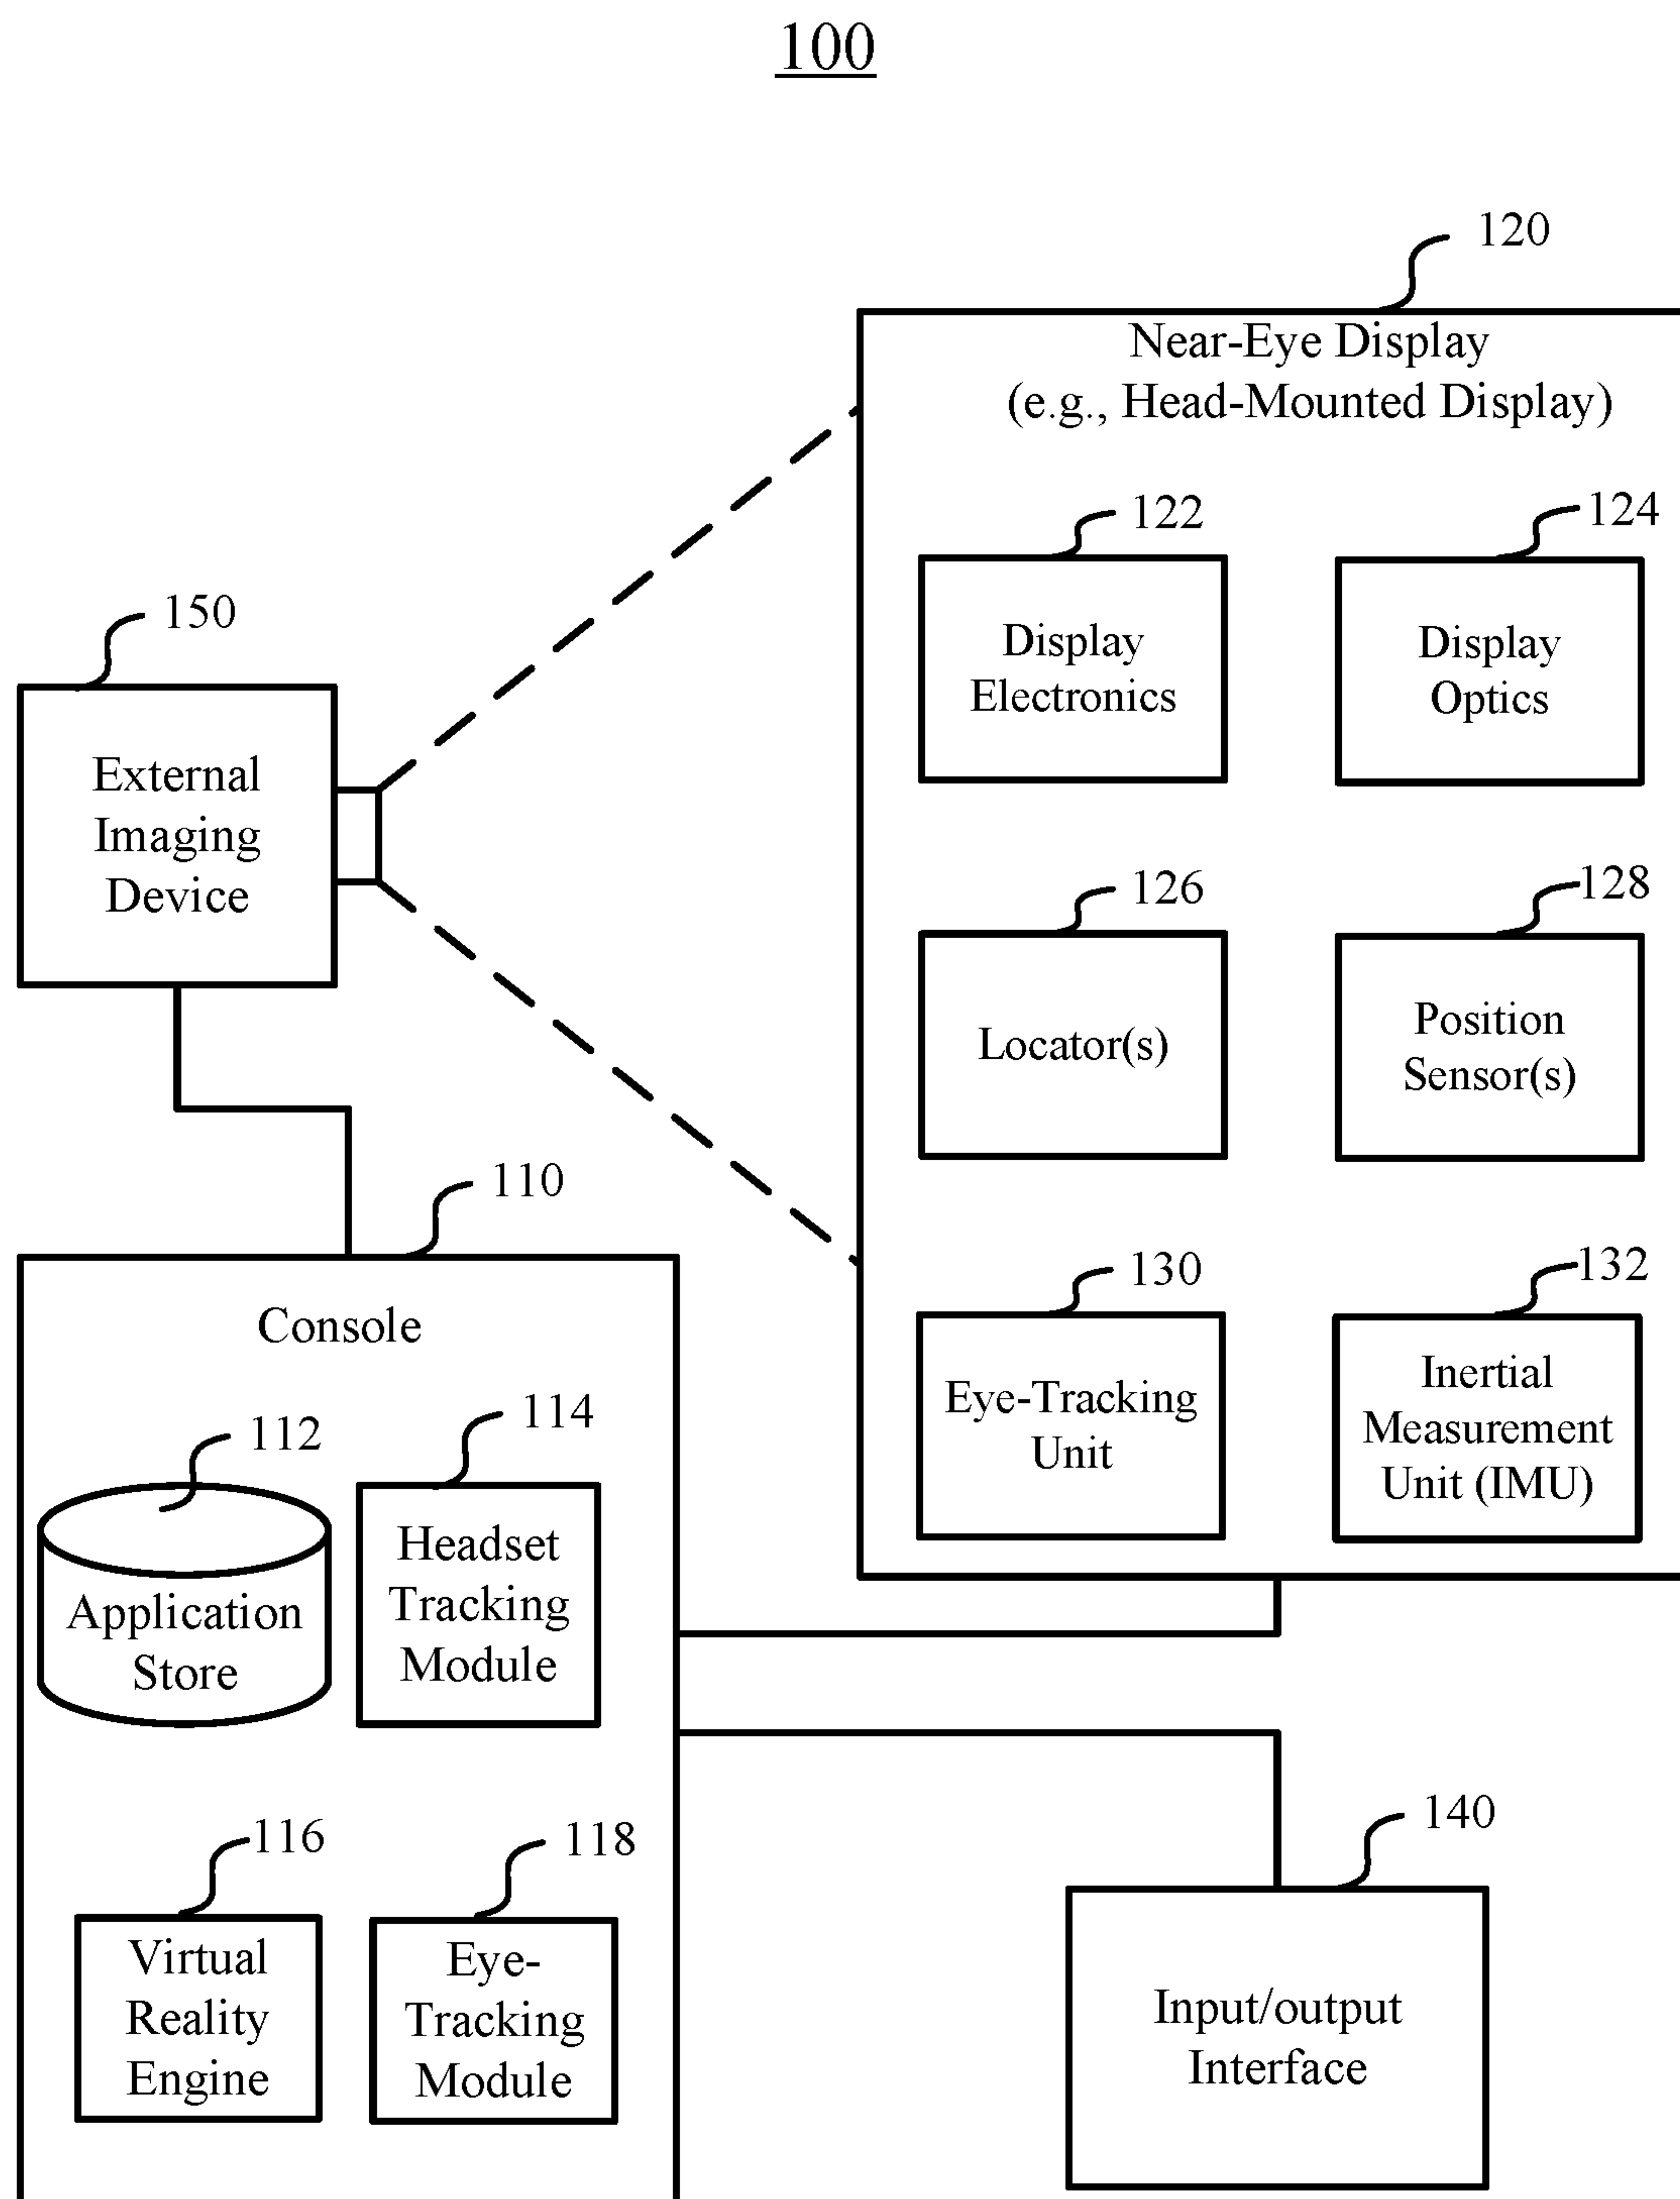 100
120
Near-Eye Display
(e.g., Head-Mounted Display)
122
124
Display
Electronics
Display
Optics
150
External
Imaging
Device
126
128
Locator(s)
Position
Sensor(s)
110
130
132
Console
Eye-Tracking
Unit
Inertial
Measurement
Unit (IMU)
112
114
Application
Store
Headset
Tracking
Module
116
118
140
Virtual
Reality
Engine
Eye-
Tracking
Module
Input/output
Interface